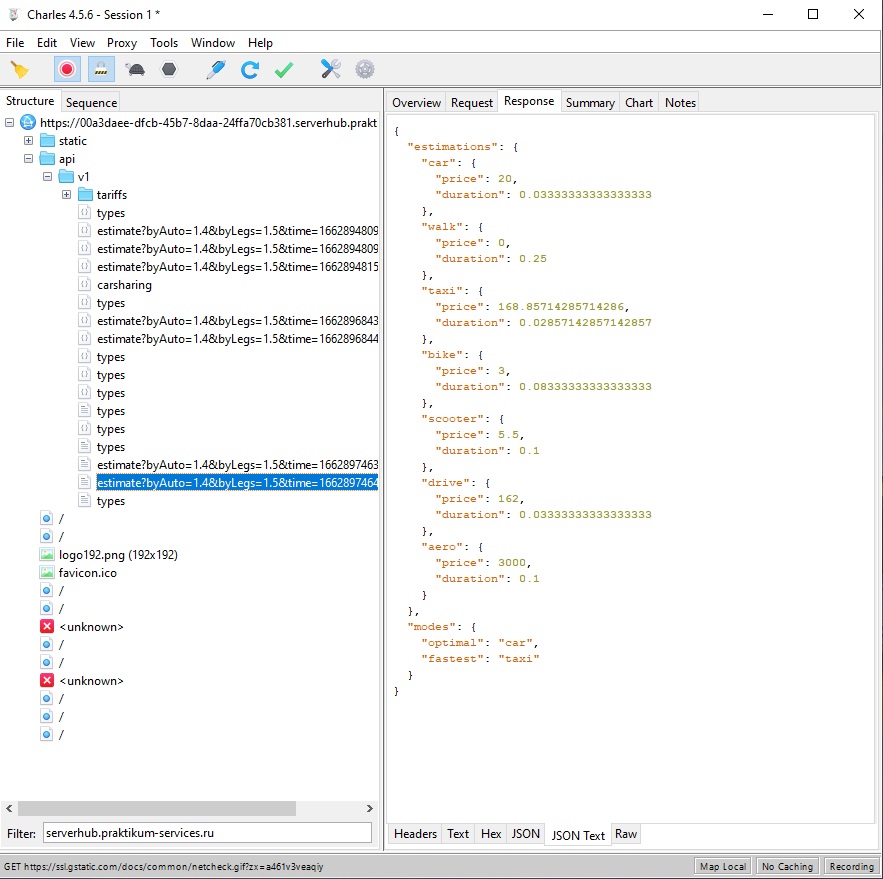 Charles 4.5.6 - Session 1 *
File Edit View Proxy Tools Window Help
Structure Sequence
https://00a3daee-dfcb-45b7-8daa-24ffa70cb381.serverhub.prakt
static
api
v1
tariffs
types
estimate?byAuto=1.4&byLegs=1.5&time=1662894809
estimate?byAuto=1.4&byLegs=1.5&time=1662894809
estimate?byAuto=1.4&byLegs=1.5&time=1662894815
carsharing
types
estimate?byAuto=1.4&byLegs=1.5&time=1662896843
estimate?byAuto=1.4&byLegs=1.5&time=1662896844
types
types
types
types
types
types
estimate?byAuto=1.4&byLegs=1.5&time=1662897463
estimate?byAuto=1.4&byLegs=1.5&time=1662897464
types
/
/
logo192.png (192x192)
favicon.ico
/
/
<unknown>
/
/
<unknown>
/
/
/
Filter: serverhub.praktikum-services.ru
Overview Request Response Summary Chart Notes
{
"estimations": {
"car": {
"price": 20,
"duration": 0.03333333333333333
},
"walk": {
"price": 0,
"duration": 0.25
},
"taxi": {
"price": 168.85714285714286,
"duration": 0.02857142857142857
},
"bike": {
"price": 3,
"duration": 0.08333333333333333
},
"scooter": {
"price": 5.5,
"duration": 0.1
},
"drive": {
"price": 162,
"duration": 0.03333333333333333
},
"aero": {
"price": 3000,
"duration": 0.1
}
},
"modes": {
"optimal": "car",
"fastest": "taxi"
}
}
Headers Text Hex JSON JSON Text Raw
GET https://ssl.gstatic.com/docs/common/netcheck.gif?zx=a461v3veaqiy
Map Local No Caching Recording